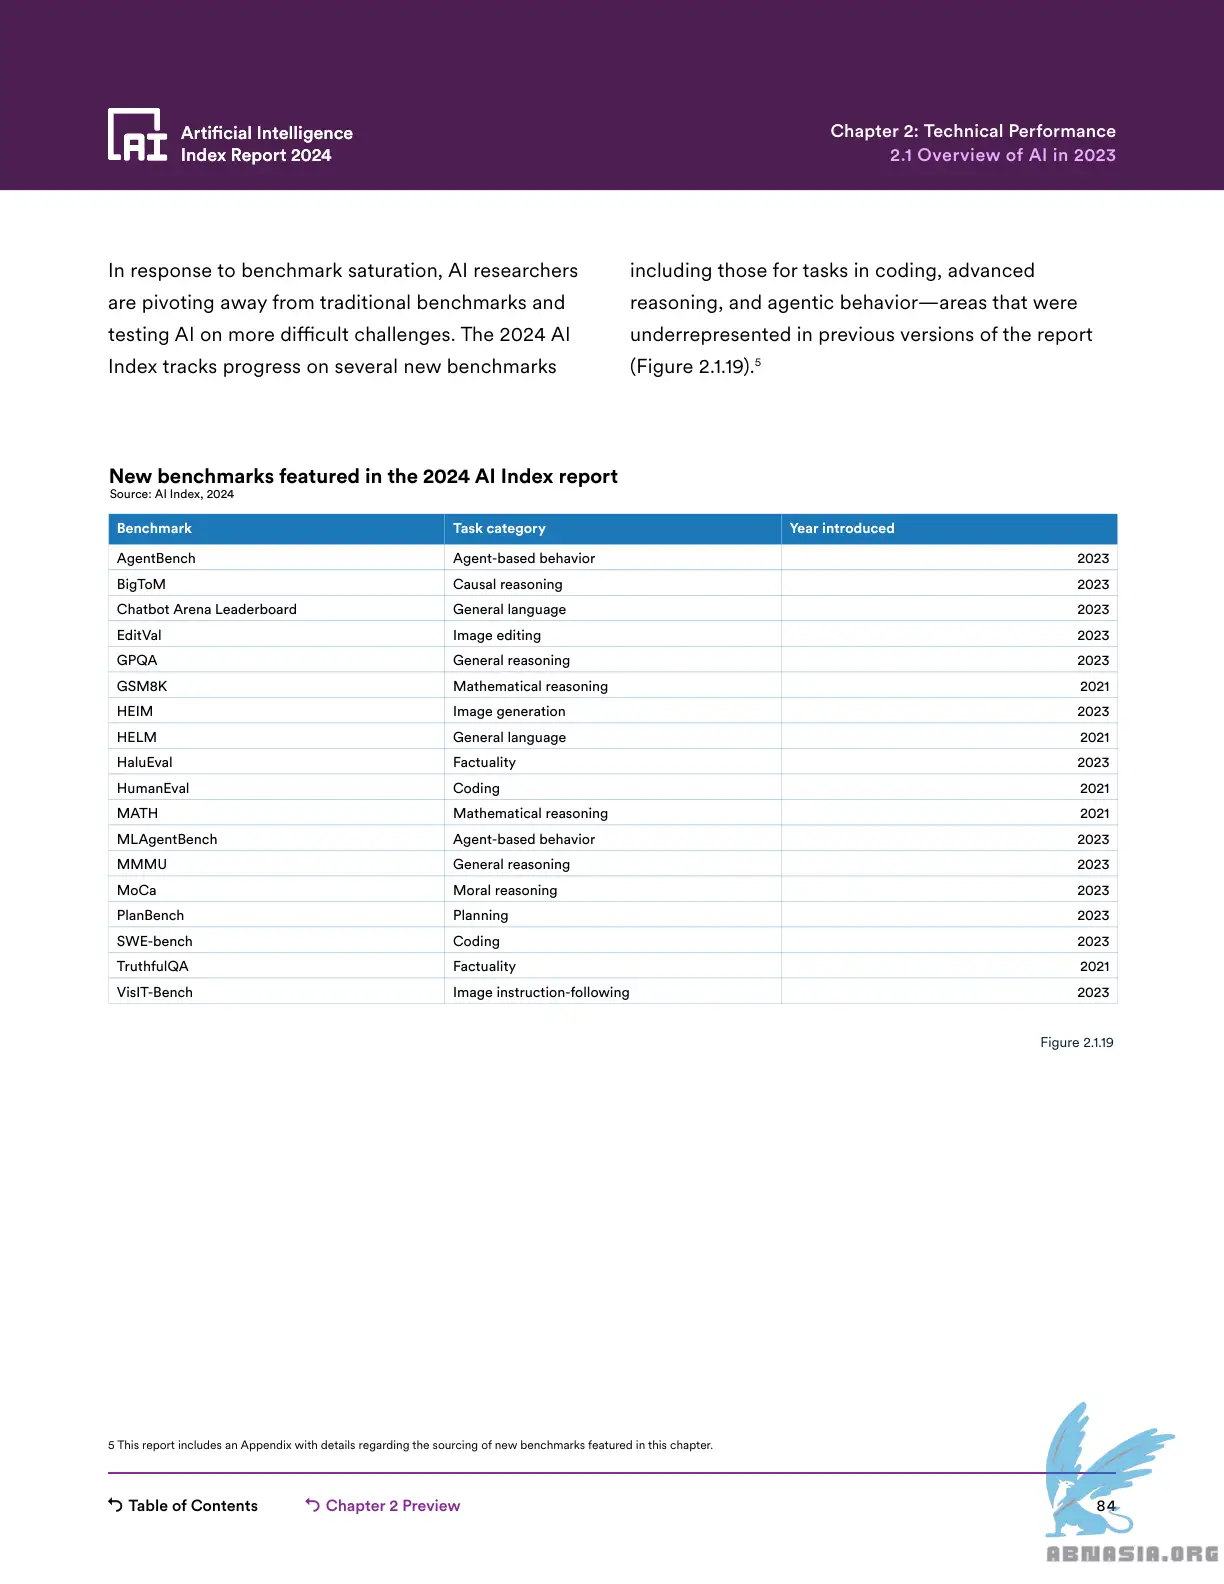 Artificial Intelligence
Index Report 2024
Chapter 2: Technical Performance
2.1 Overview of AI in 2023
In response to benchmark saturation, AI researchers
are pivoting away from traditional benchmarks and
testing AI on more difficult challenges. The 2024 AI
Index tracks progress on several new benchmarks
including those for tasks in coding, advanced
reasoning, and agentic behavior—areas that were
underrepresented in previous versions of the report
(Figure 2.1.19).5
New benchmarks featured in the 2024 AI Index report
Source: AI Index, 2024
Benchmark Task category Year introduced
AgentBench Agent-based behavior 2023
BigToM Causal reasoning 2023
Chatbot Arena Leaderboard General language 2023
EditVal Image editing 2023
GPQA General reasoning 2023
GSM8K Mathematical reasoning 2021
HEIM Image generation 2023
HELM General language 2021
HaluEval Factuality 2023
HumanEval Coding 2021
MATH Mathematical reasoning 2021
MLAgentBench Agent-based behavior 2023
MMMU General reasoning 2023
MoCa Moral reasoning 2023
PlanBench Planning 2023
SWE-bench Coding 2023
TruthfulQA Factuality 2021
VisIT-Bench Image instruction-following 2023
Figure 2.1.19
5 This report includes an Appendix with details regarding the sourcing of new benchmarks featured in this chapter.
Table of Contents Chapter 2 Preview 84
ABNASIA.ORG